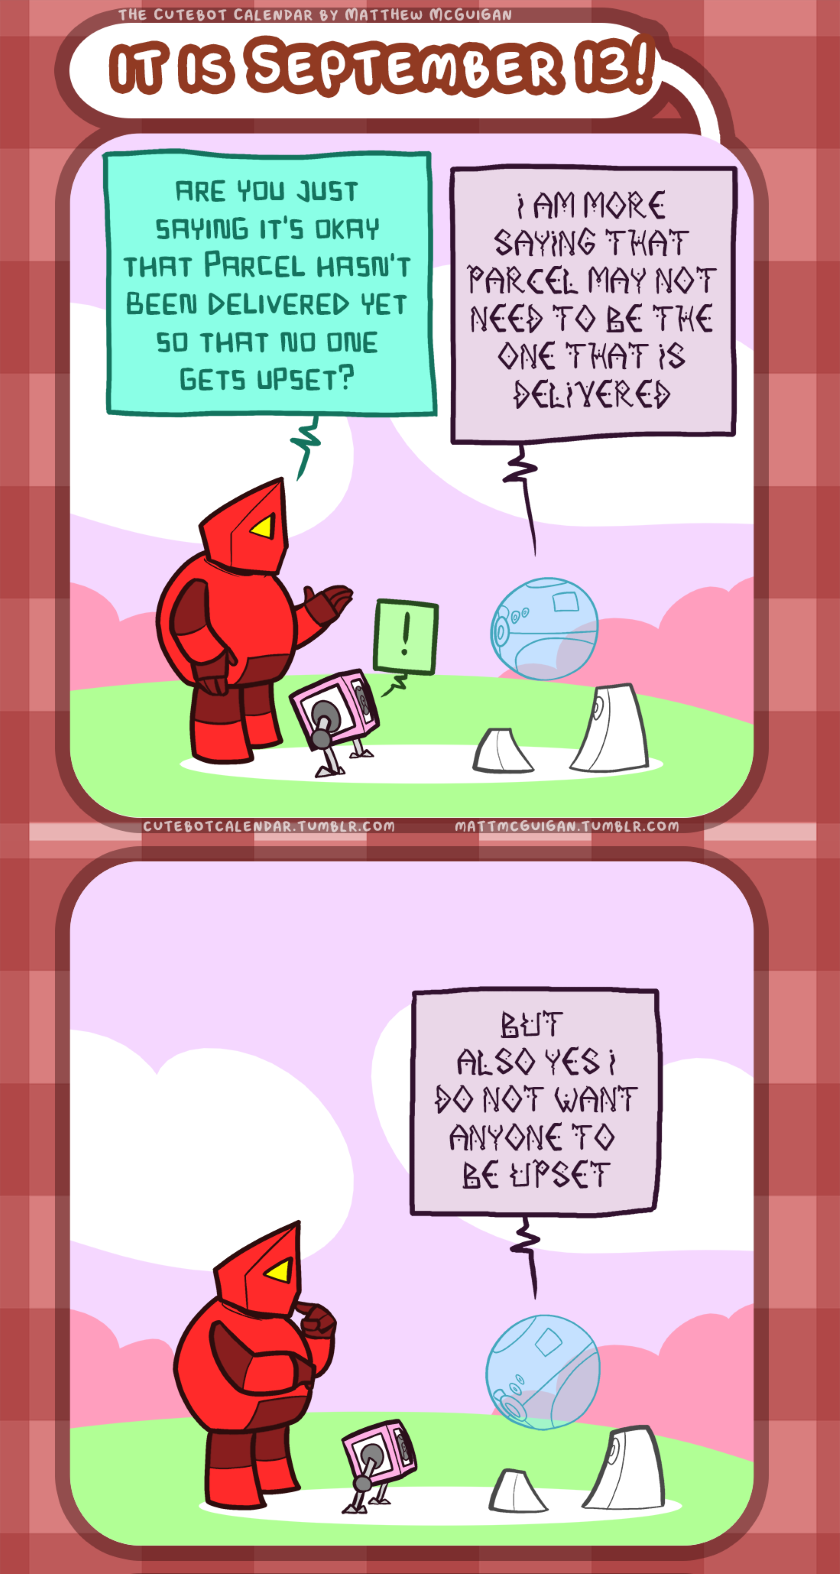 THE CUTEBOT CALENDAR BY MATTHEW MCGUIGAN
IT IS SEPTEMBER 13!
ARE YOU JUST
SAYING IT'S OKAY
THAT PARCEL HASN'T
BEEN DELIVERED YET
SO THAT NO ONE
GETS UPSET?
I AM MORE
SAYING THAT
PARCEL MAY NOT
NEED TO BE THE
ONE THAT IS
DELIVERED
!
CUTEBOTCALENDAR.TUMBLR.COM
MATTMCGUIGAN.TUMBLR.COM
BUT
ALSO YES I
DO NOT WANT
ANYONE TO
BE UPSET